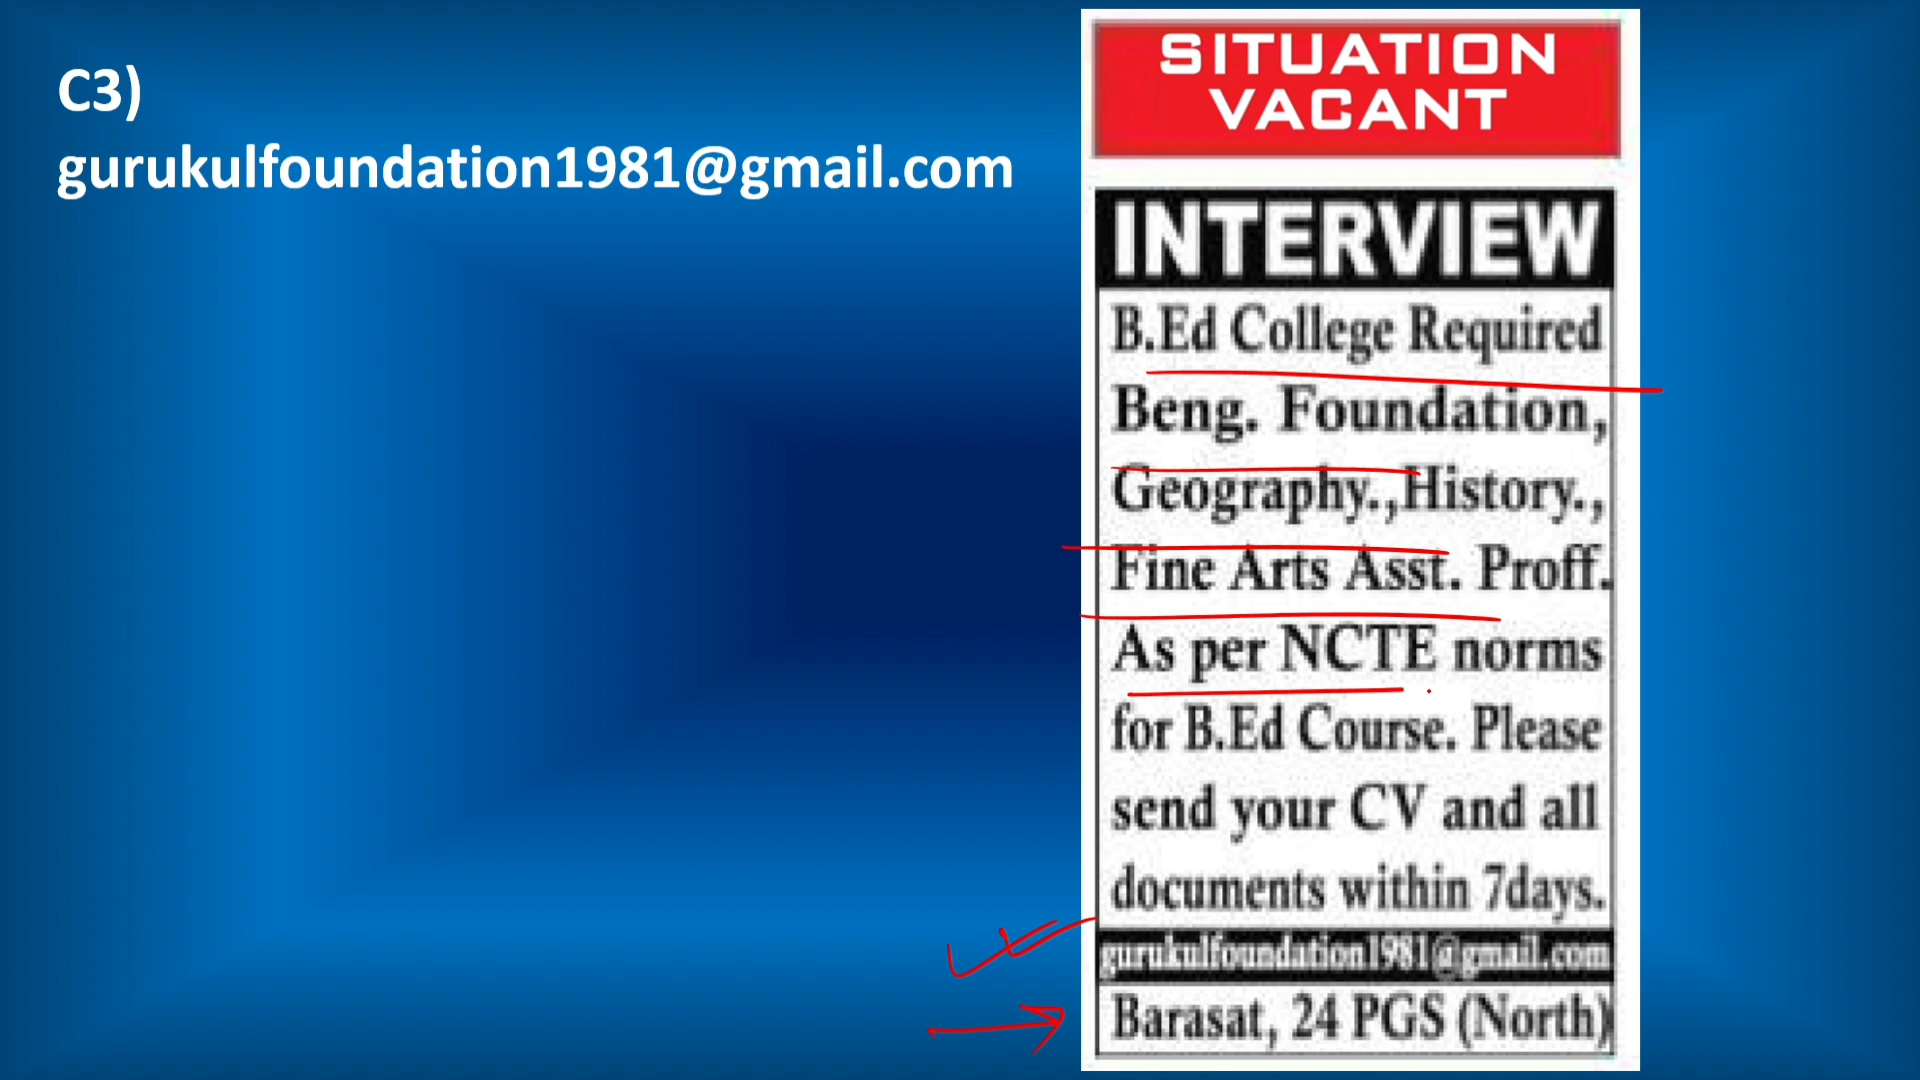 C3)
gurukulfoundation1981@gmail.com
SITUATION
VACANT
INTERVIEW
B.Ed College Required
Beng. Foundation,
Geography.,History.,
Fine Arts Asst. Proff.
As per NCTE norms
for B.Ed Course. Please
send your CV and all
documents within 7days.
gurukulfoundation1981@gmail.com
Barasat, 24 PGS (North)